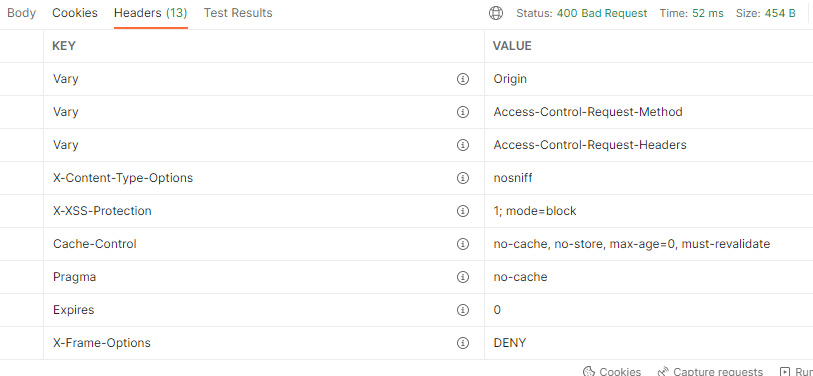 Body Cookies Headers (13) Test Results Status: 400 Bad Request Time: 52 ms Size: 454 B
KEY VALUE
Vary Origin
Vary Access-Control-Request-Method
Vary Access-Control-Request-Headers
X-Content-Type-Options nosniff
X-XSS-Protection 1; mode=block
Cache-Control no-cache, no-store, max-age=0, must-revalidate
Pragma no-cache
Expires 0
X-Frame-Options DENY
Cookies Capture requests Run